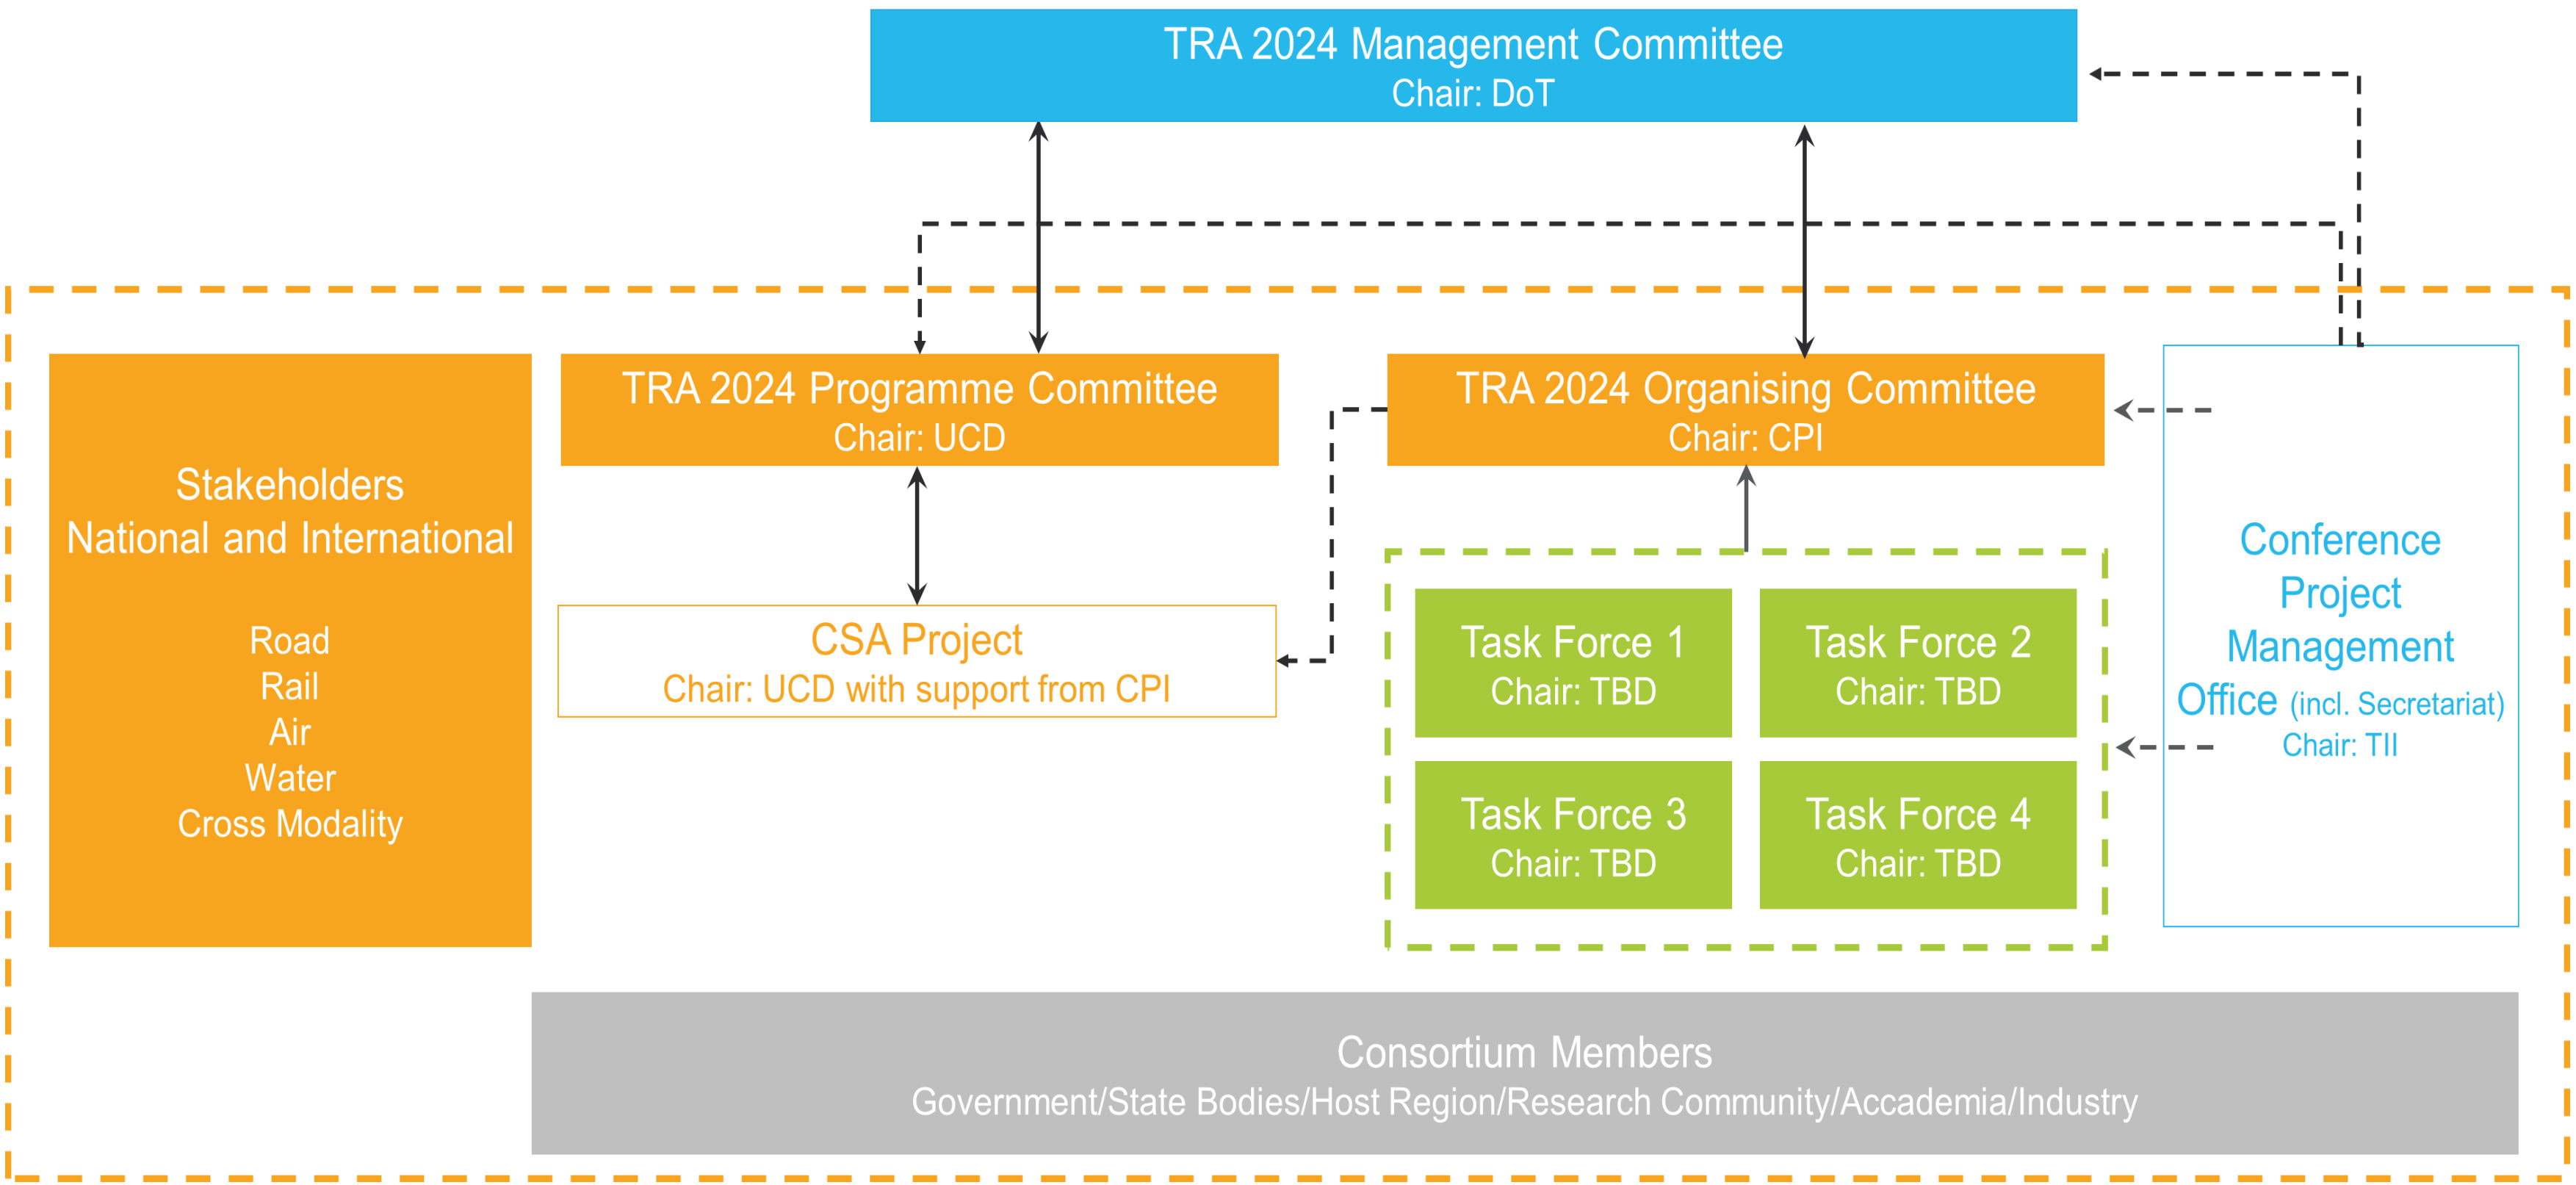 TRA 2024 Management Committee
Chair: DoT
Stakeholders
National and International
Road
Rail
Air
Water
Cross Modality
TRA 2024 Programme Committee
Chair: UCD
CSA Project
Chair: UCD with support from CPI
TRA 2024 Organising Committee
Chair: CPI
Task Force 1
Chair: TBD
Task Force 2
Chair: TBD
Task Force 3
Chair: TBD
Task Force 4
Chair: TBD
Conference
Project
Management
Office (incl. Secretariat)
Chair: TII
Consortium Members
Government/State Bodies/Host Region/Research Community/Accademia/Industry